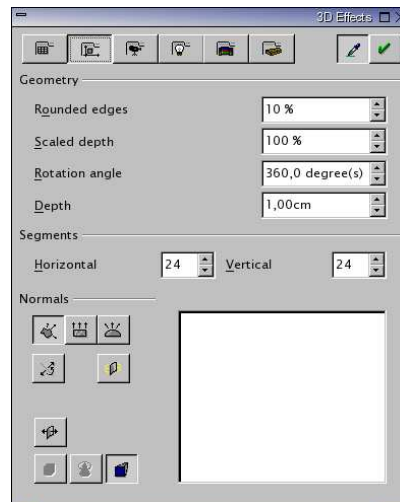 3D Effects
Geometry
Rounded edges 10 %
Scaled depth 100 %
Rotation angle 360,0 degree(s)
Depth 1,00cm
Segments
Horizontal 24 Vertical 24
Normals